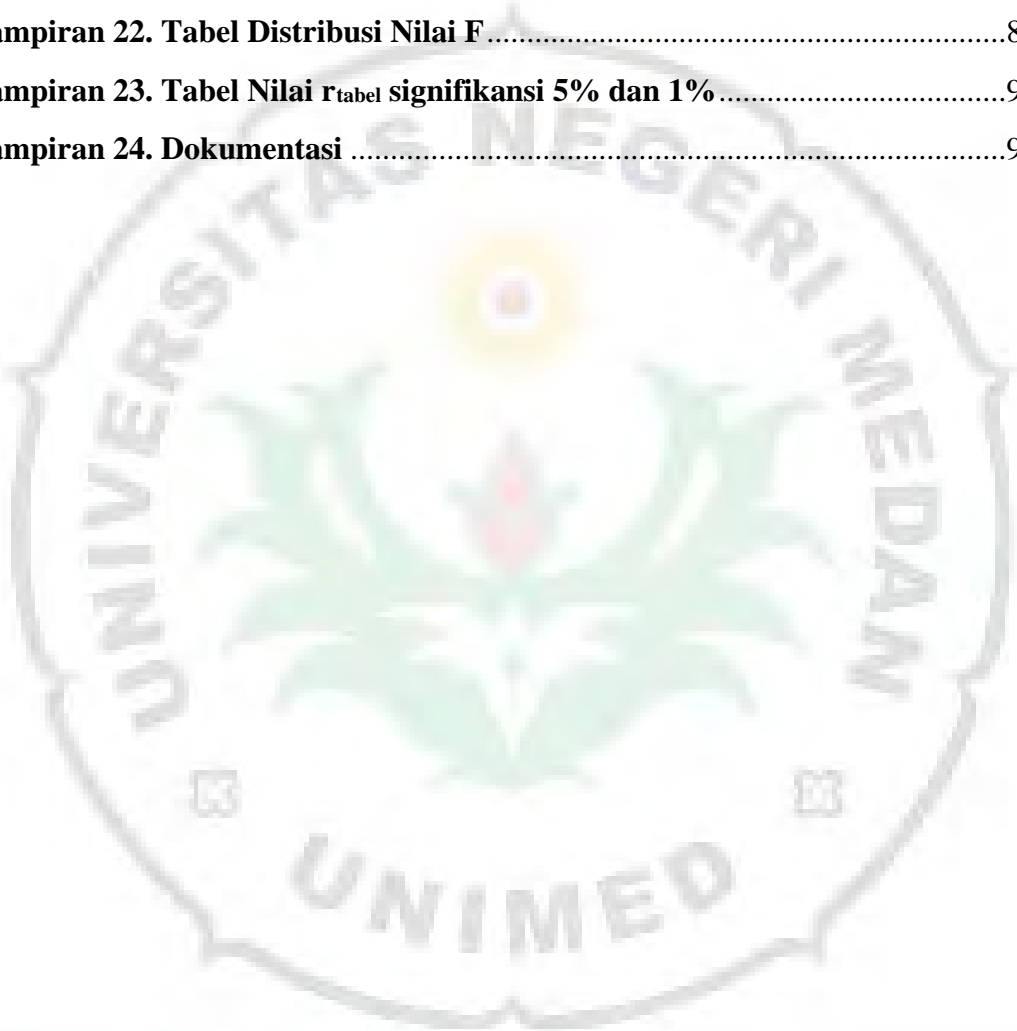 ampiran 22. Tabel Distribusi Nilai F........................................................................8
ampiran 23. Tabel Nilai rtabel signifikansi 5% dan 1%........................................9
ampiran 24. Dokumentasi ..........................................................................................9
UNIVERSITAS NEGERI MEDAN
UNIMED